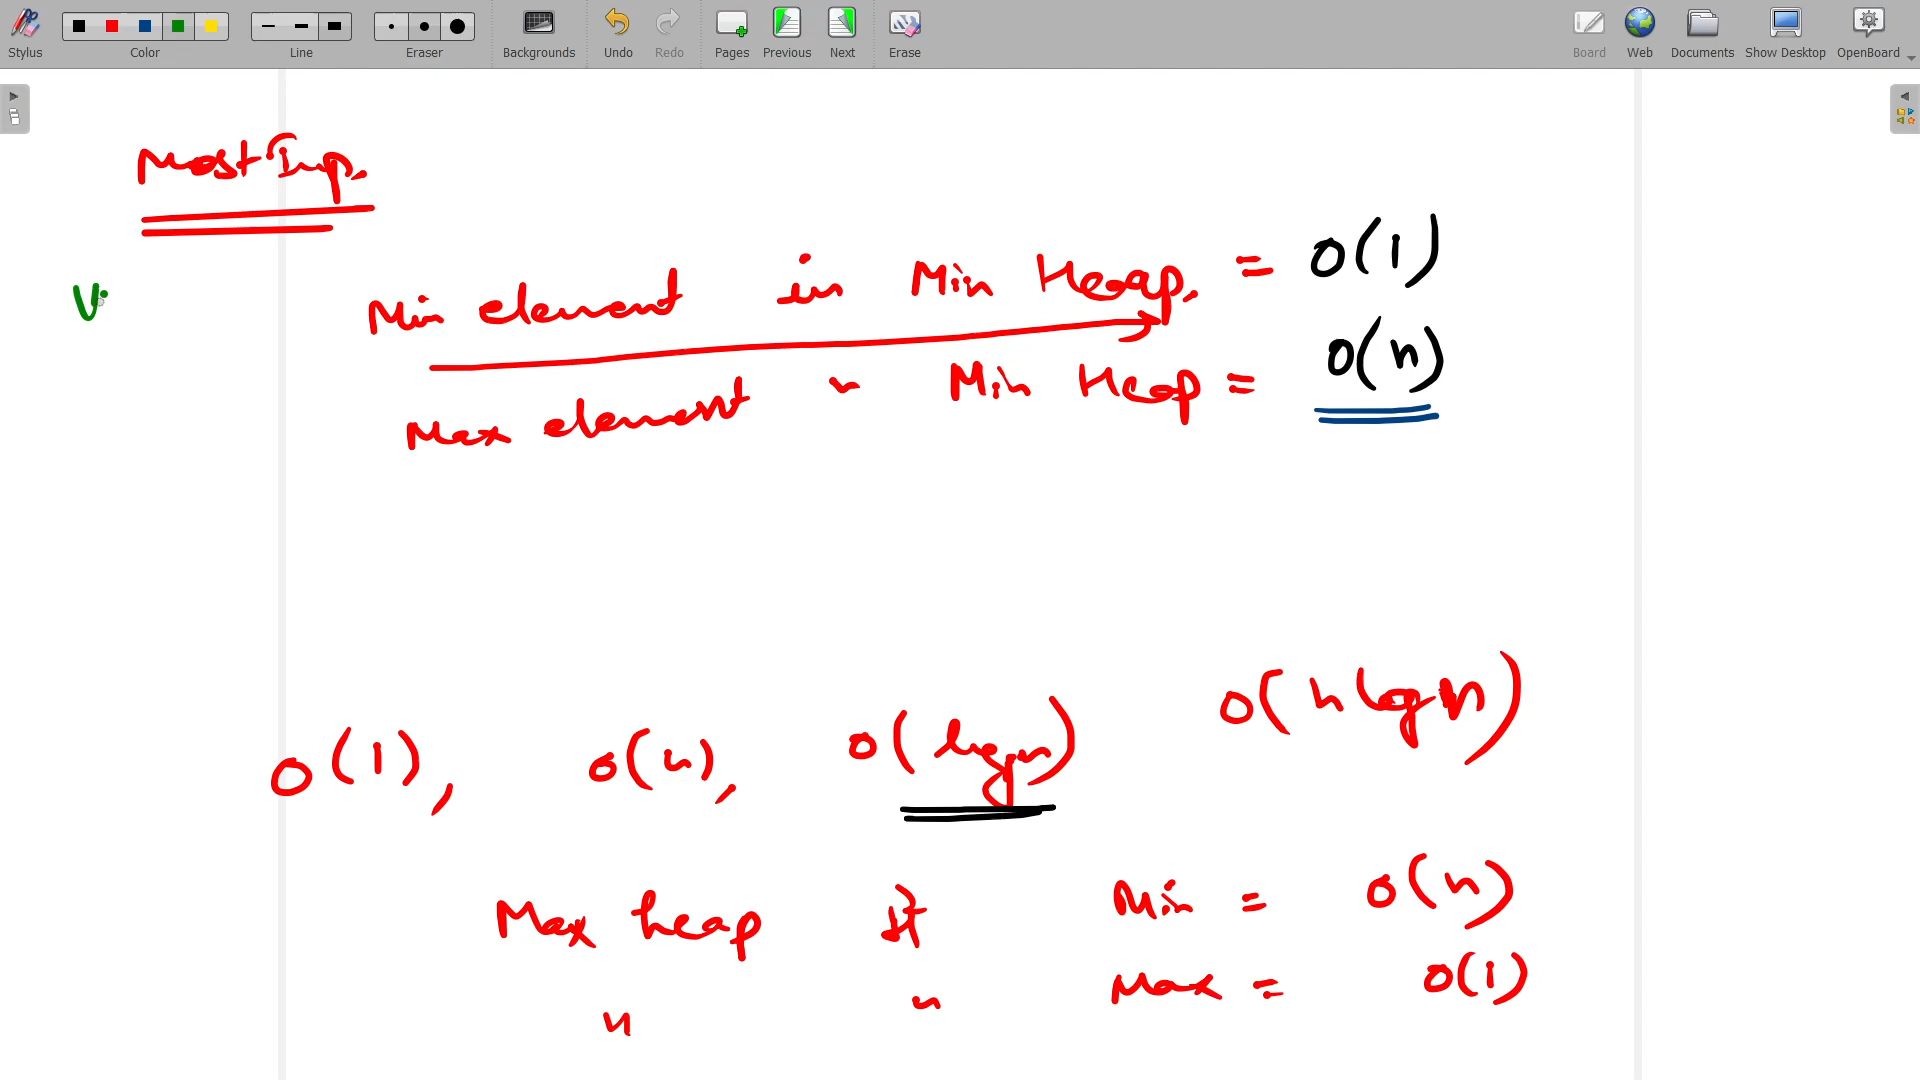 Stylus Color Line Eraser Backgrounds Undo Redo Pages Previous Next Erase Board Web Documents Show Desktop OpenBoard
Most Imp.
Min element in Min Heap. = O(1)
V
Max element " Min Heap = O(n)
O(1), O(n), O(logn) O(nlogn)
Max heap Min = O(n)
" " Max = O(1)